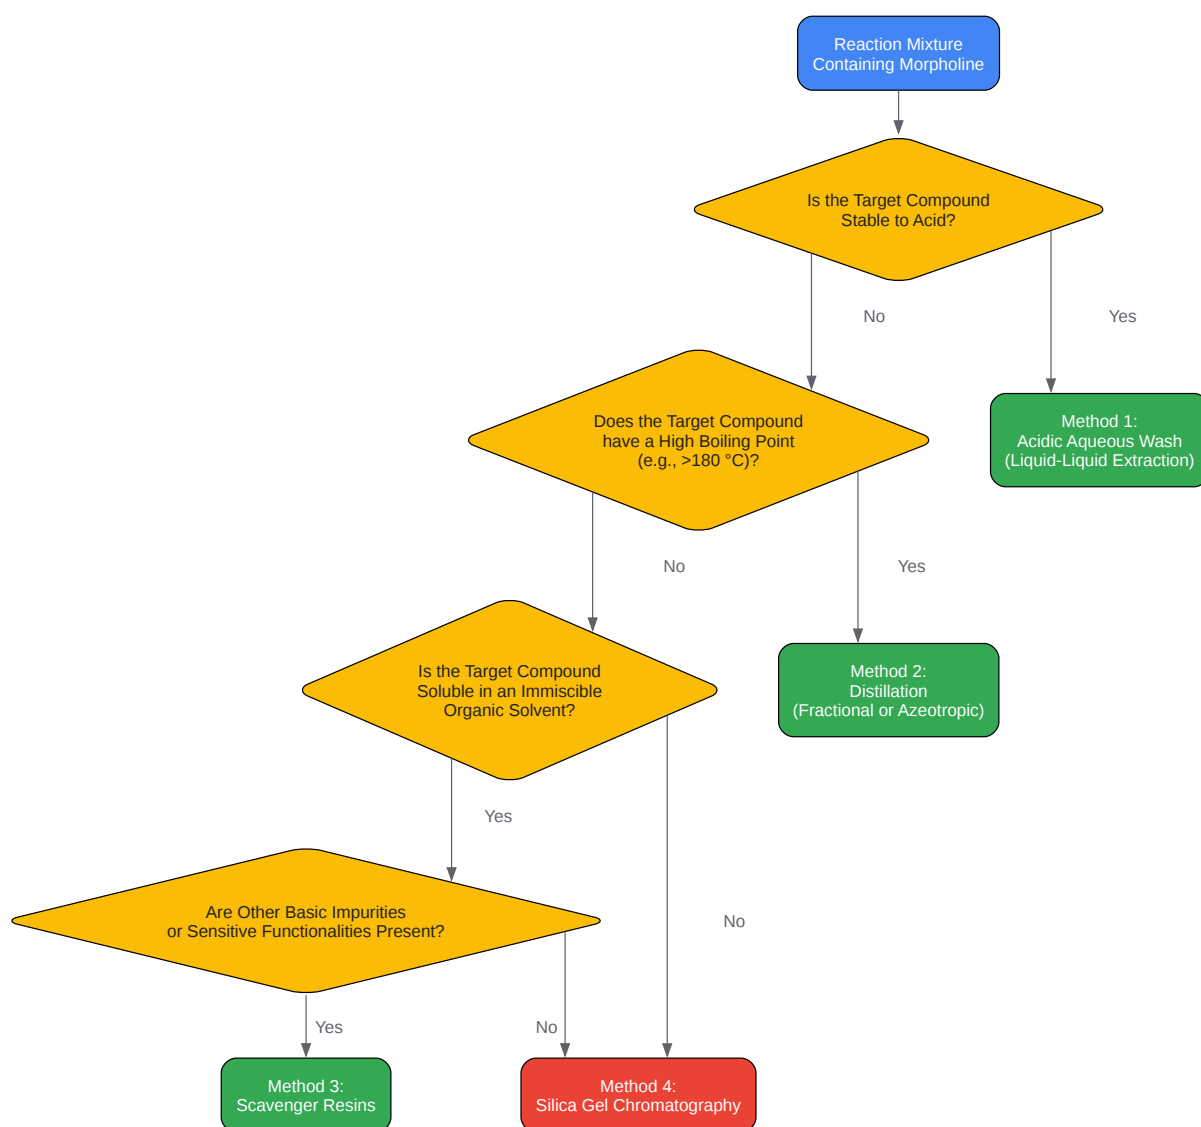 Reaction Mixture
Containing Morpholine
Is the Target Compound
Stable to Acid?
No
Yes
Does the Target Compound
have a High Boiling Point
(e.g., >180 °C)?
Method 1:
Acidic Aqueous Wash
(Liquid-Liquid Extraction)
No
Yes
Is the Target Compound
Soluble in an Immiscible
Organic Solvent?
Method 2:
Distillation
(Fractional or Azeotropic)
Yes
No
Are Other Basic Impurities
or Sensitive Functionalities Present?
Yes
No
Method 3:
Scavenger Resins
Method 4:
Silica Gel Chromatography